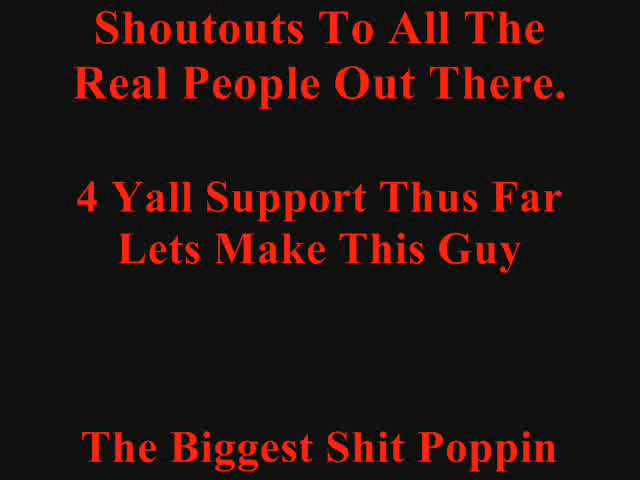 Shoutouts To All The
Real People Out There.
4 Yall Support Thus Far
Lets Make This Guy
The Biggest Shit Poppin